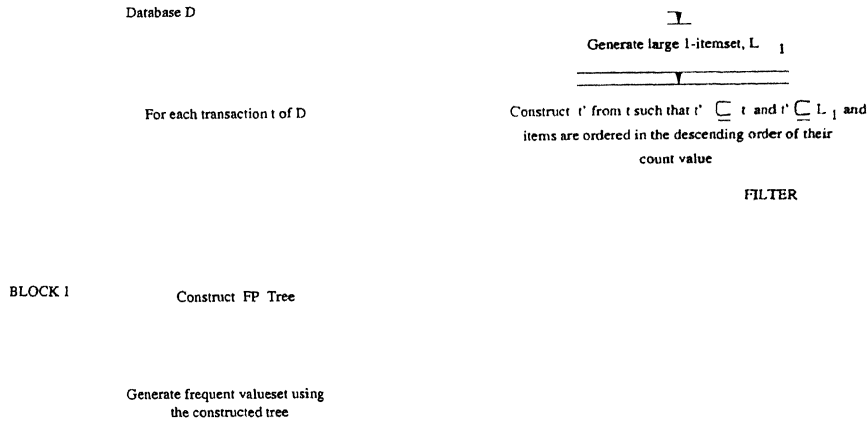 Database D
Generate large 1-itemset, L 1
For each transaction t of D
Construct t' from t such that t' ⊆ t and t' ⊆ L 1 and
items are ordered in the descending order of their
count value
FILTER
BLOCK 1
Construct FP Tree
Generate frequent valueset using
the constructed tree